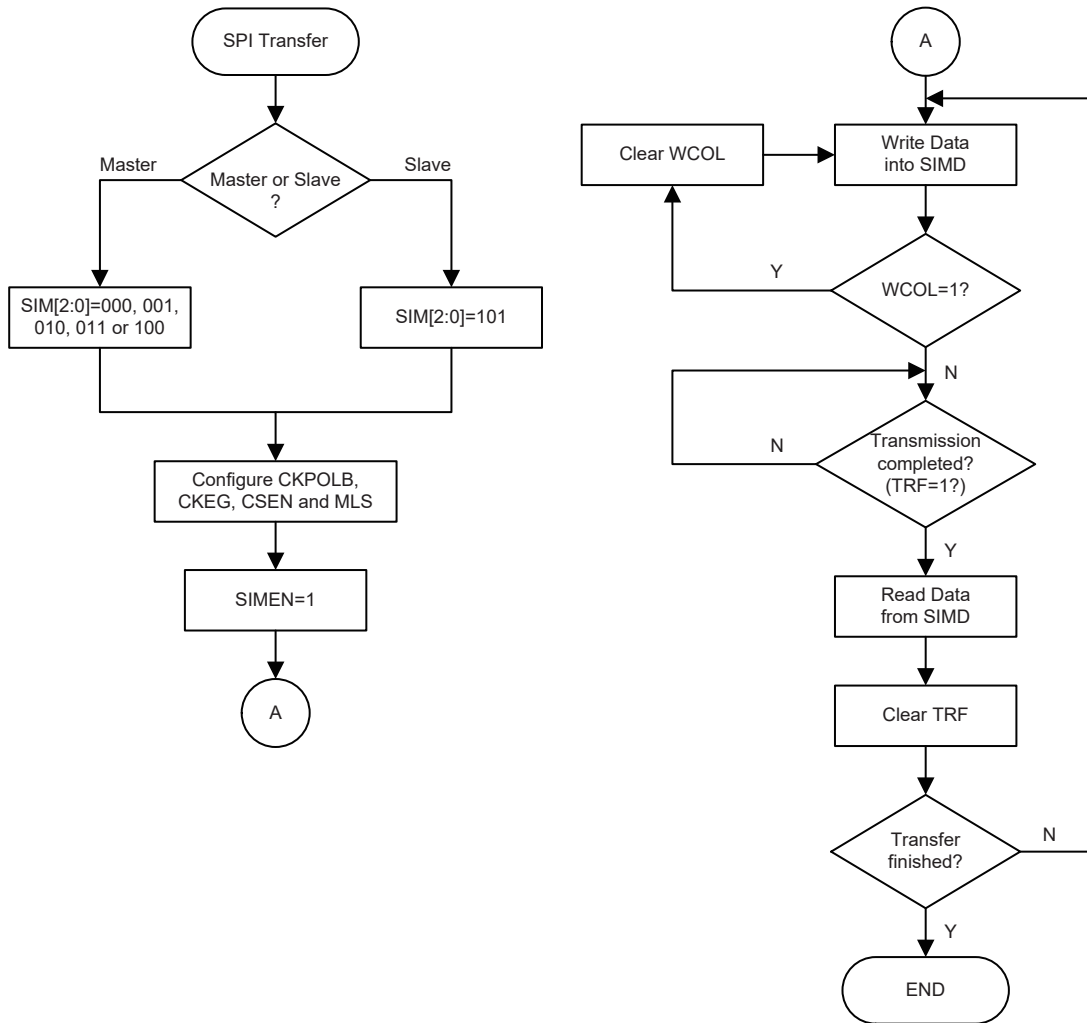 SPI Transfer
Master
Master or Slave
?
Slave
SIM[2:0]=000, 001,
010, 011 or 100
SIM[2:0]=101
Configure CKPOLB,
CKEG, CSEN and MLS
SIMEN=1
A
A
Clear WCOL
Write Data
into SIMD
Y
WCOL=1?
N
N
Transmission
completed?
(TRF=1?)
Y
Read Data
from SIMD
Clear TRF
Transfer
finished?
N
Y
END